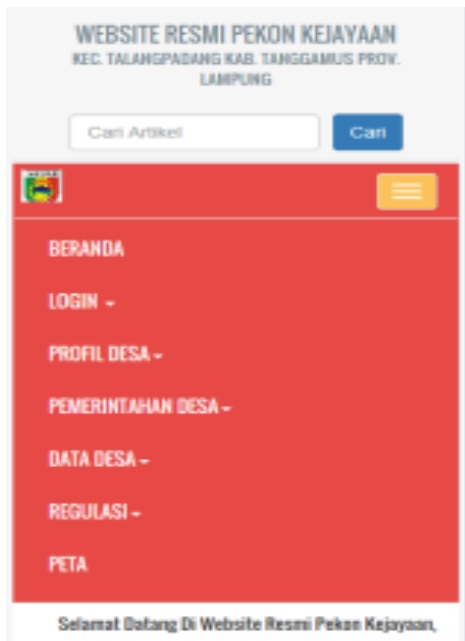 WEBSITE RESMI PEKON KEJAYAAN
KEC. TALANGPADANG KAB. TANGGAMUS PROV.
LAMPUNG
Cari Artikel
Cari
BERANDA
LOGIN
PROFIL DESA
PEMERINTAHAN DESA
DATA DESA
REGULASI
PETA
Selamat Datang Di Website Resmi Pekon Kejayaan,